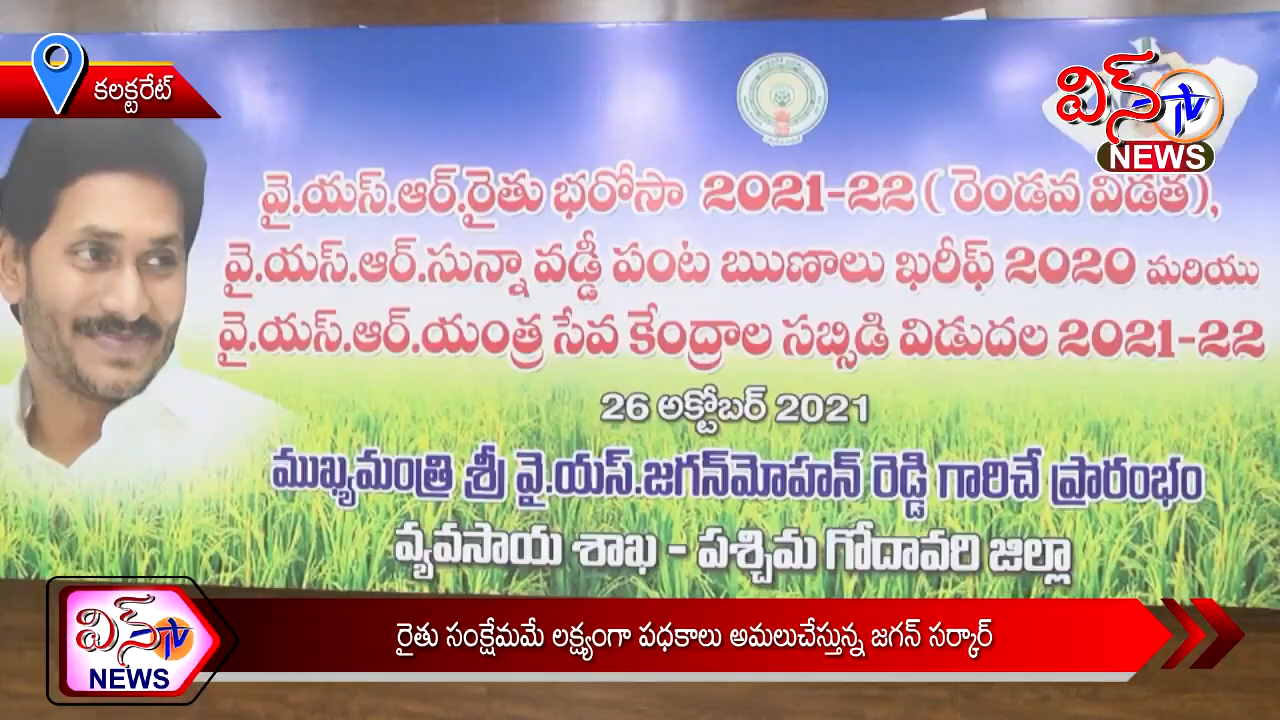 కలక్టరేట్
విన్ TV
NEWS
వై.యస్.ఆర్.రైతు భరోసా 2021-22 ( రెండవ విడత),
వై.యస్.ఆర్.సున్నా వడ్డీ పంట ఋణాలు ఖరీఫ్ 2020 మరియు
వై.యస్.ఆర్.యంత్ర సేవ కేంద్రాల సబ్సిడి విడుదల 2021-22
26 అక్టోబర్ 2021
ముఖ్యమంత్రి శ్రీ వై.యస్.జగన్‌మోహన్ రెడ్డి గారిచే ప్రారంభం
వ్యవసాయ శాఖ - పశ్చిమ గోదావరి జిల్లా
విన్ TV
NEWS
రైతు సంక్షేమమే లక్ష్యంగా పధకాలు అమలుచేస్తున్న జగన్ సర్కార్